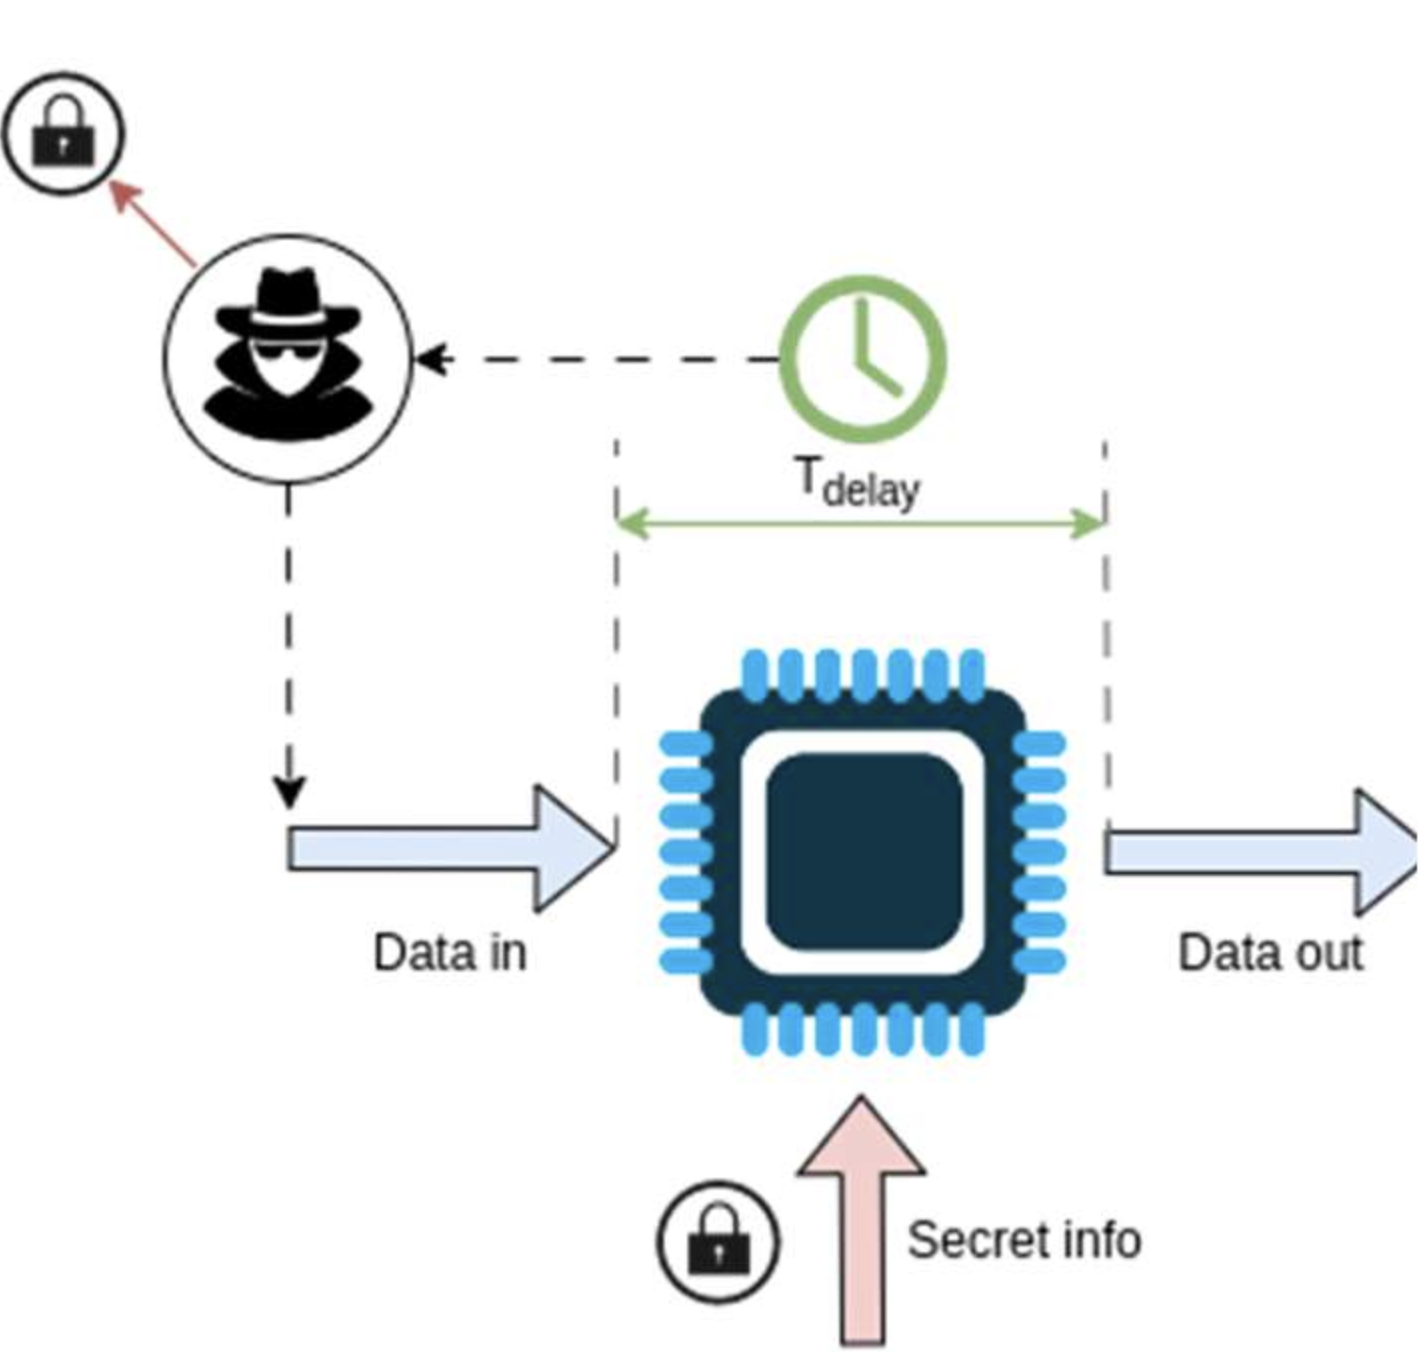 Tdelay
Data in
Data out
Secret info